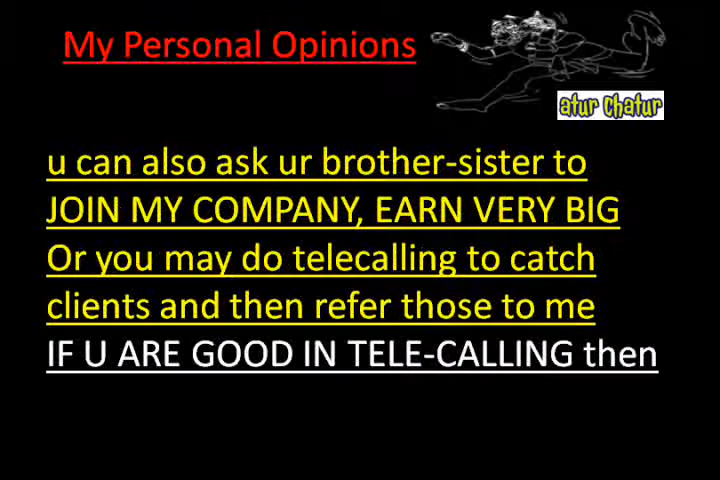 My Personal Opinions
atur chatur
u can also ask ur brother-sister to
JOIN MY COMPANY, EARN VERY BIG
Or you may do telecalling to catch
clients and then refer those to me
IF U ARE GOOD IN TELE-CALLING then